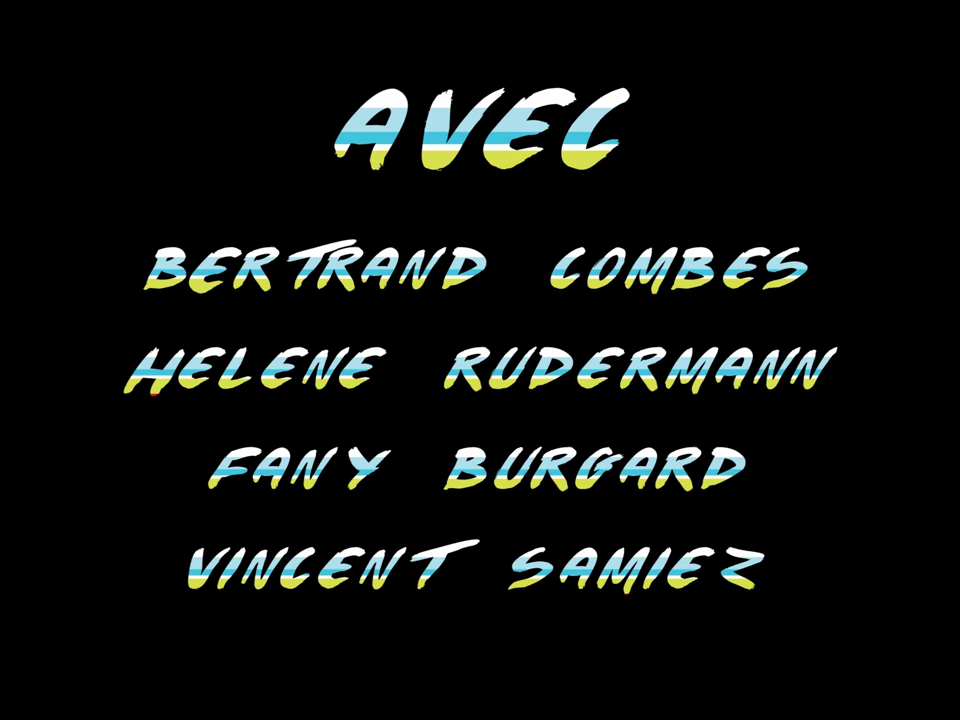 AVEC
BERTRAND COMBES
HELENE RUDERMANN
FANY BURGARD
VINCENT SAMIEZ